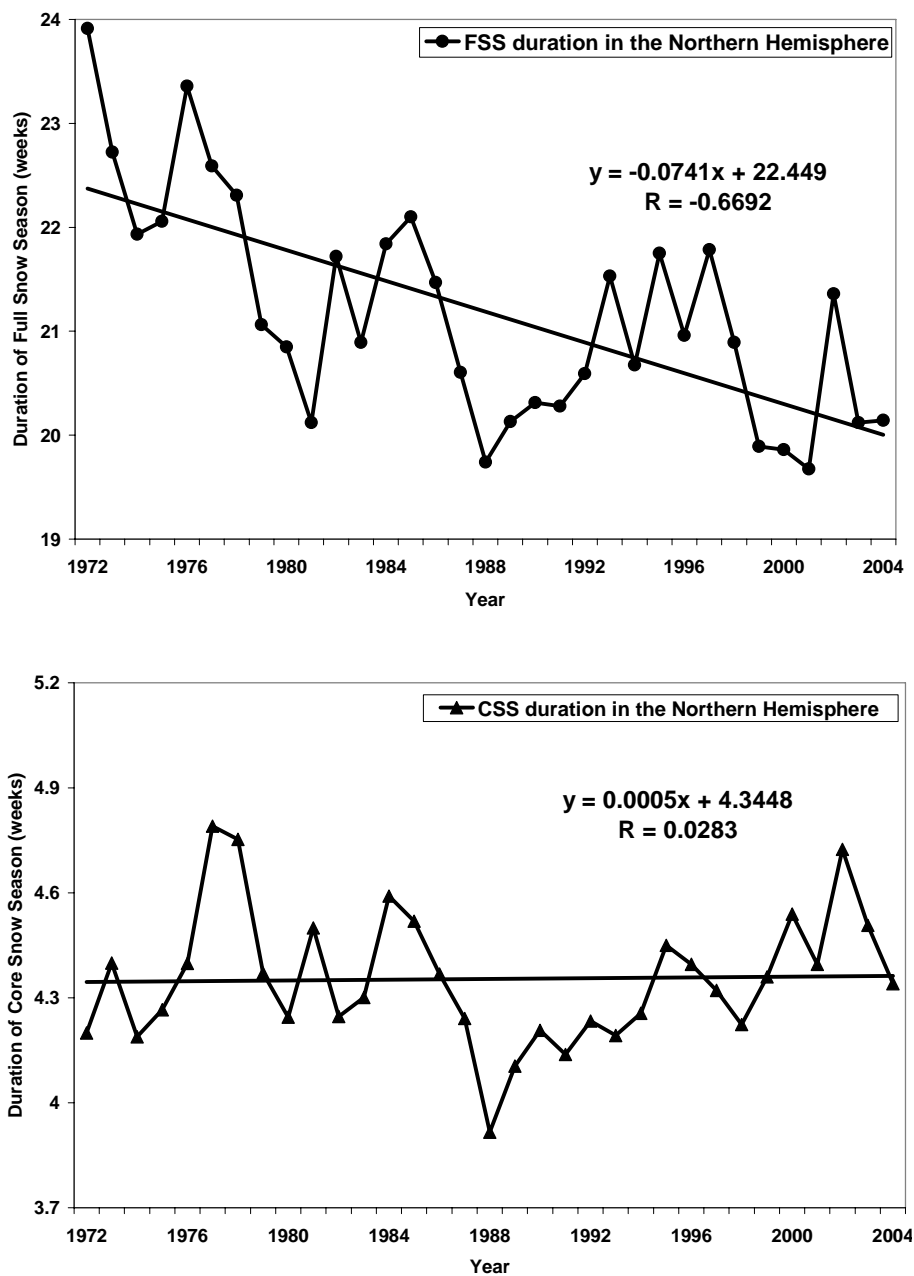 FSS duration in the Northern Hemisphere
y = -0.0741x + 22.449
R = -0.6692
Duration of Full Snow Season (weeks)
24
23
22
21
20
19
1972 1976 1980 1984 1988 1992 1996 2000 2004
Year
CSS duration in the Northern Hemisphere
y = 0.0005x + 4.3448
R = 0.0283
Duration of Core Snow Season (weeks)
5.2
4.9
4.6
4.3
4
3.7
1972 1976 1980 1984 1988 1992 1996 2000 2004
Year